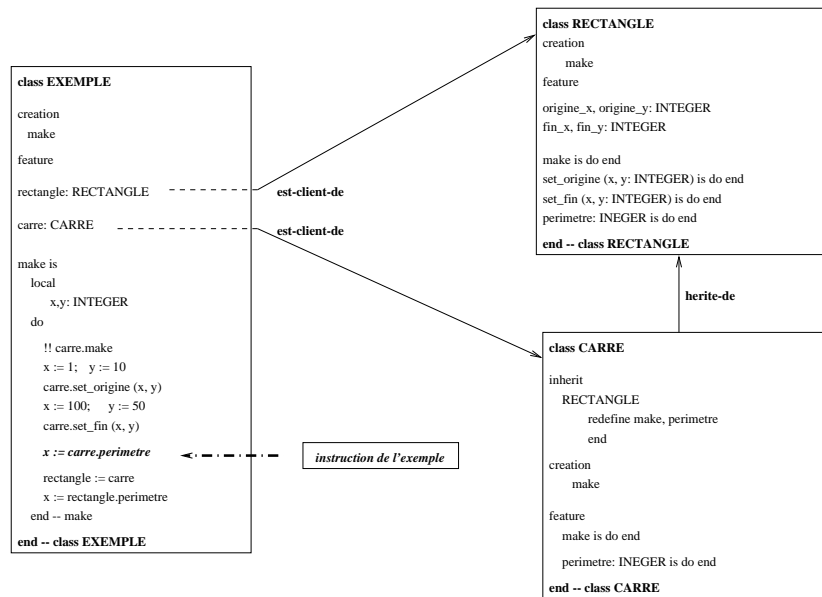 class EXEMPLE
creation
make
feature
rectangle: RECTANGLE
carre: CARRE
make is
local
x,y: INTEGER
do
!! carre.make
x := 1; y := 10
carre.set_origine (x, y)
x := 100; y := 50
carre.set_fin (x, y)
x := carre.perimetre
rectangle := carre
x := rectangle.perimetre
end -- make
end -- class EXEMPLE
est-client-de
est-client-de
instruction de l'exemple
class RECTANGLE
creation
make
feature
origine_x, origine_y: INTEGER
fin_x, fin_y: INTEGER
make is do end
set_origine (x, y: INTEGER) is do end
set_fin (x, y: INTEGER) is do end
perimetre: INEGER is do end
end -- class RECTANGLE
herite-de
class CARRE
inherit
RECTANGLE
redefine make, perimetre
end
creation
make
feature
make is do end
perimetre: INEGER is do end
end -- class CARRE